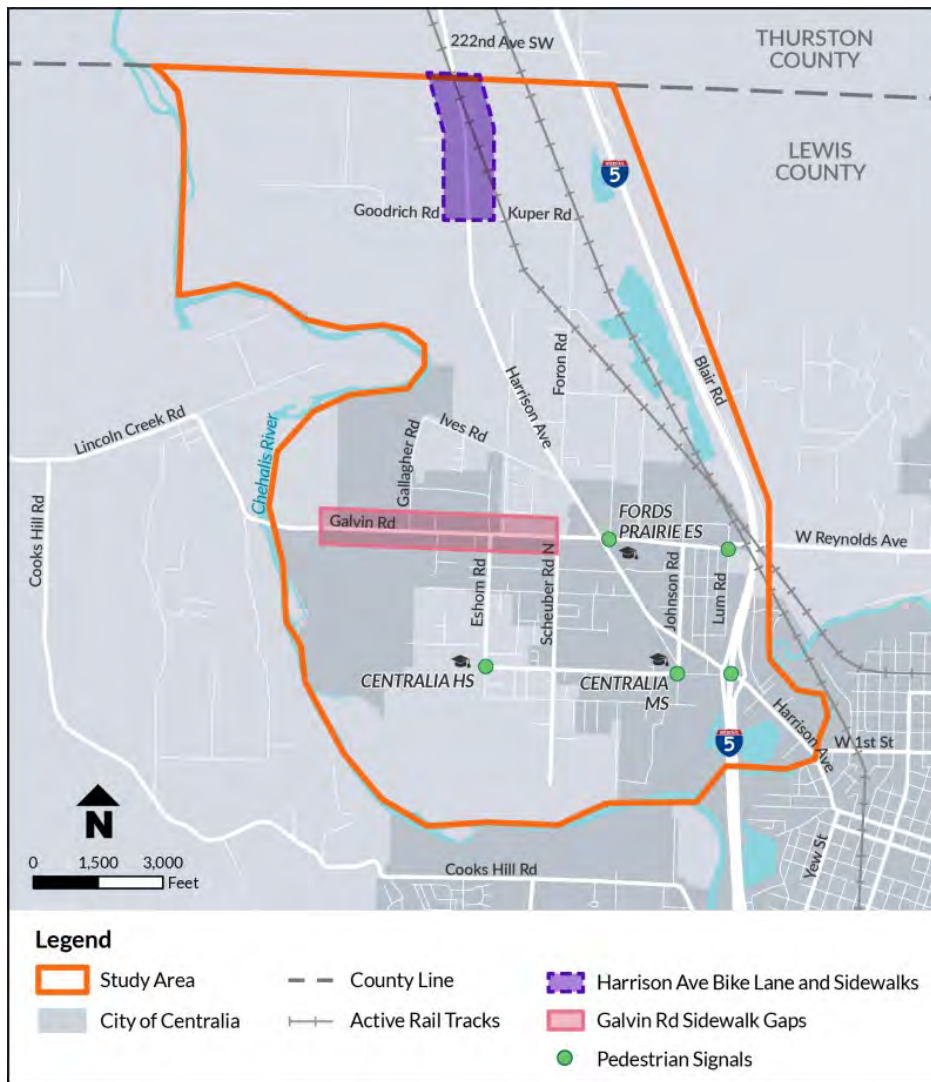 222nd Ave SW
THURSTON
COUNTY
LEWIS
COUNTY
INTERSTATE
5
Goodrich Rd
Kuper Rd
Blair Rd
Foron Rd
Harrison Ave
Ives Rd
Gallagher Rd
Lincoln Creek Rd
Chehalis River
Cooks Hill Rd
Galvin Rd
FORDS
PRAIRIE ES
W Reynolds Ave
Eshom Rd
Scheuber Rd N
Johnson Rd
Lum Rd
CENTRALIA HS
CENTRALIA
MS
Harrison Ave
W 1st St
INTERSTATE
5
N
0 1,500 3,000
Feet
Cooks Hill Rd
Yew St
Legend
Study Area
County Line
Harrison Ave Bike Lane and Sidewalks
City of Centralia
Active Rail Tracks
Galvin Rd Sidewalk Gaps
Pedestrian Signals